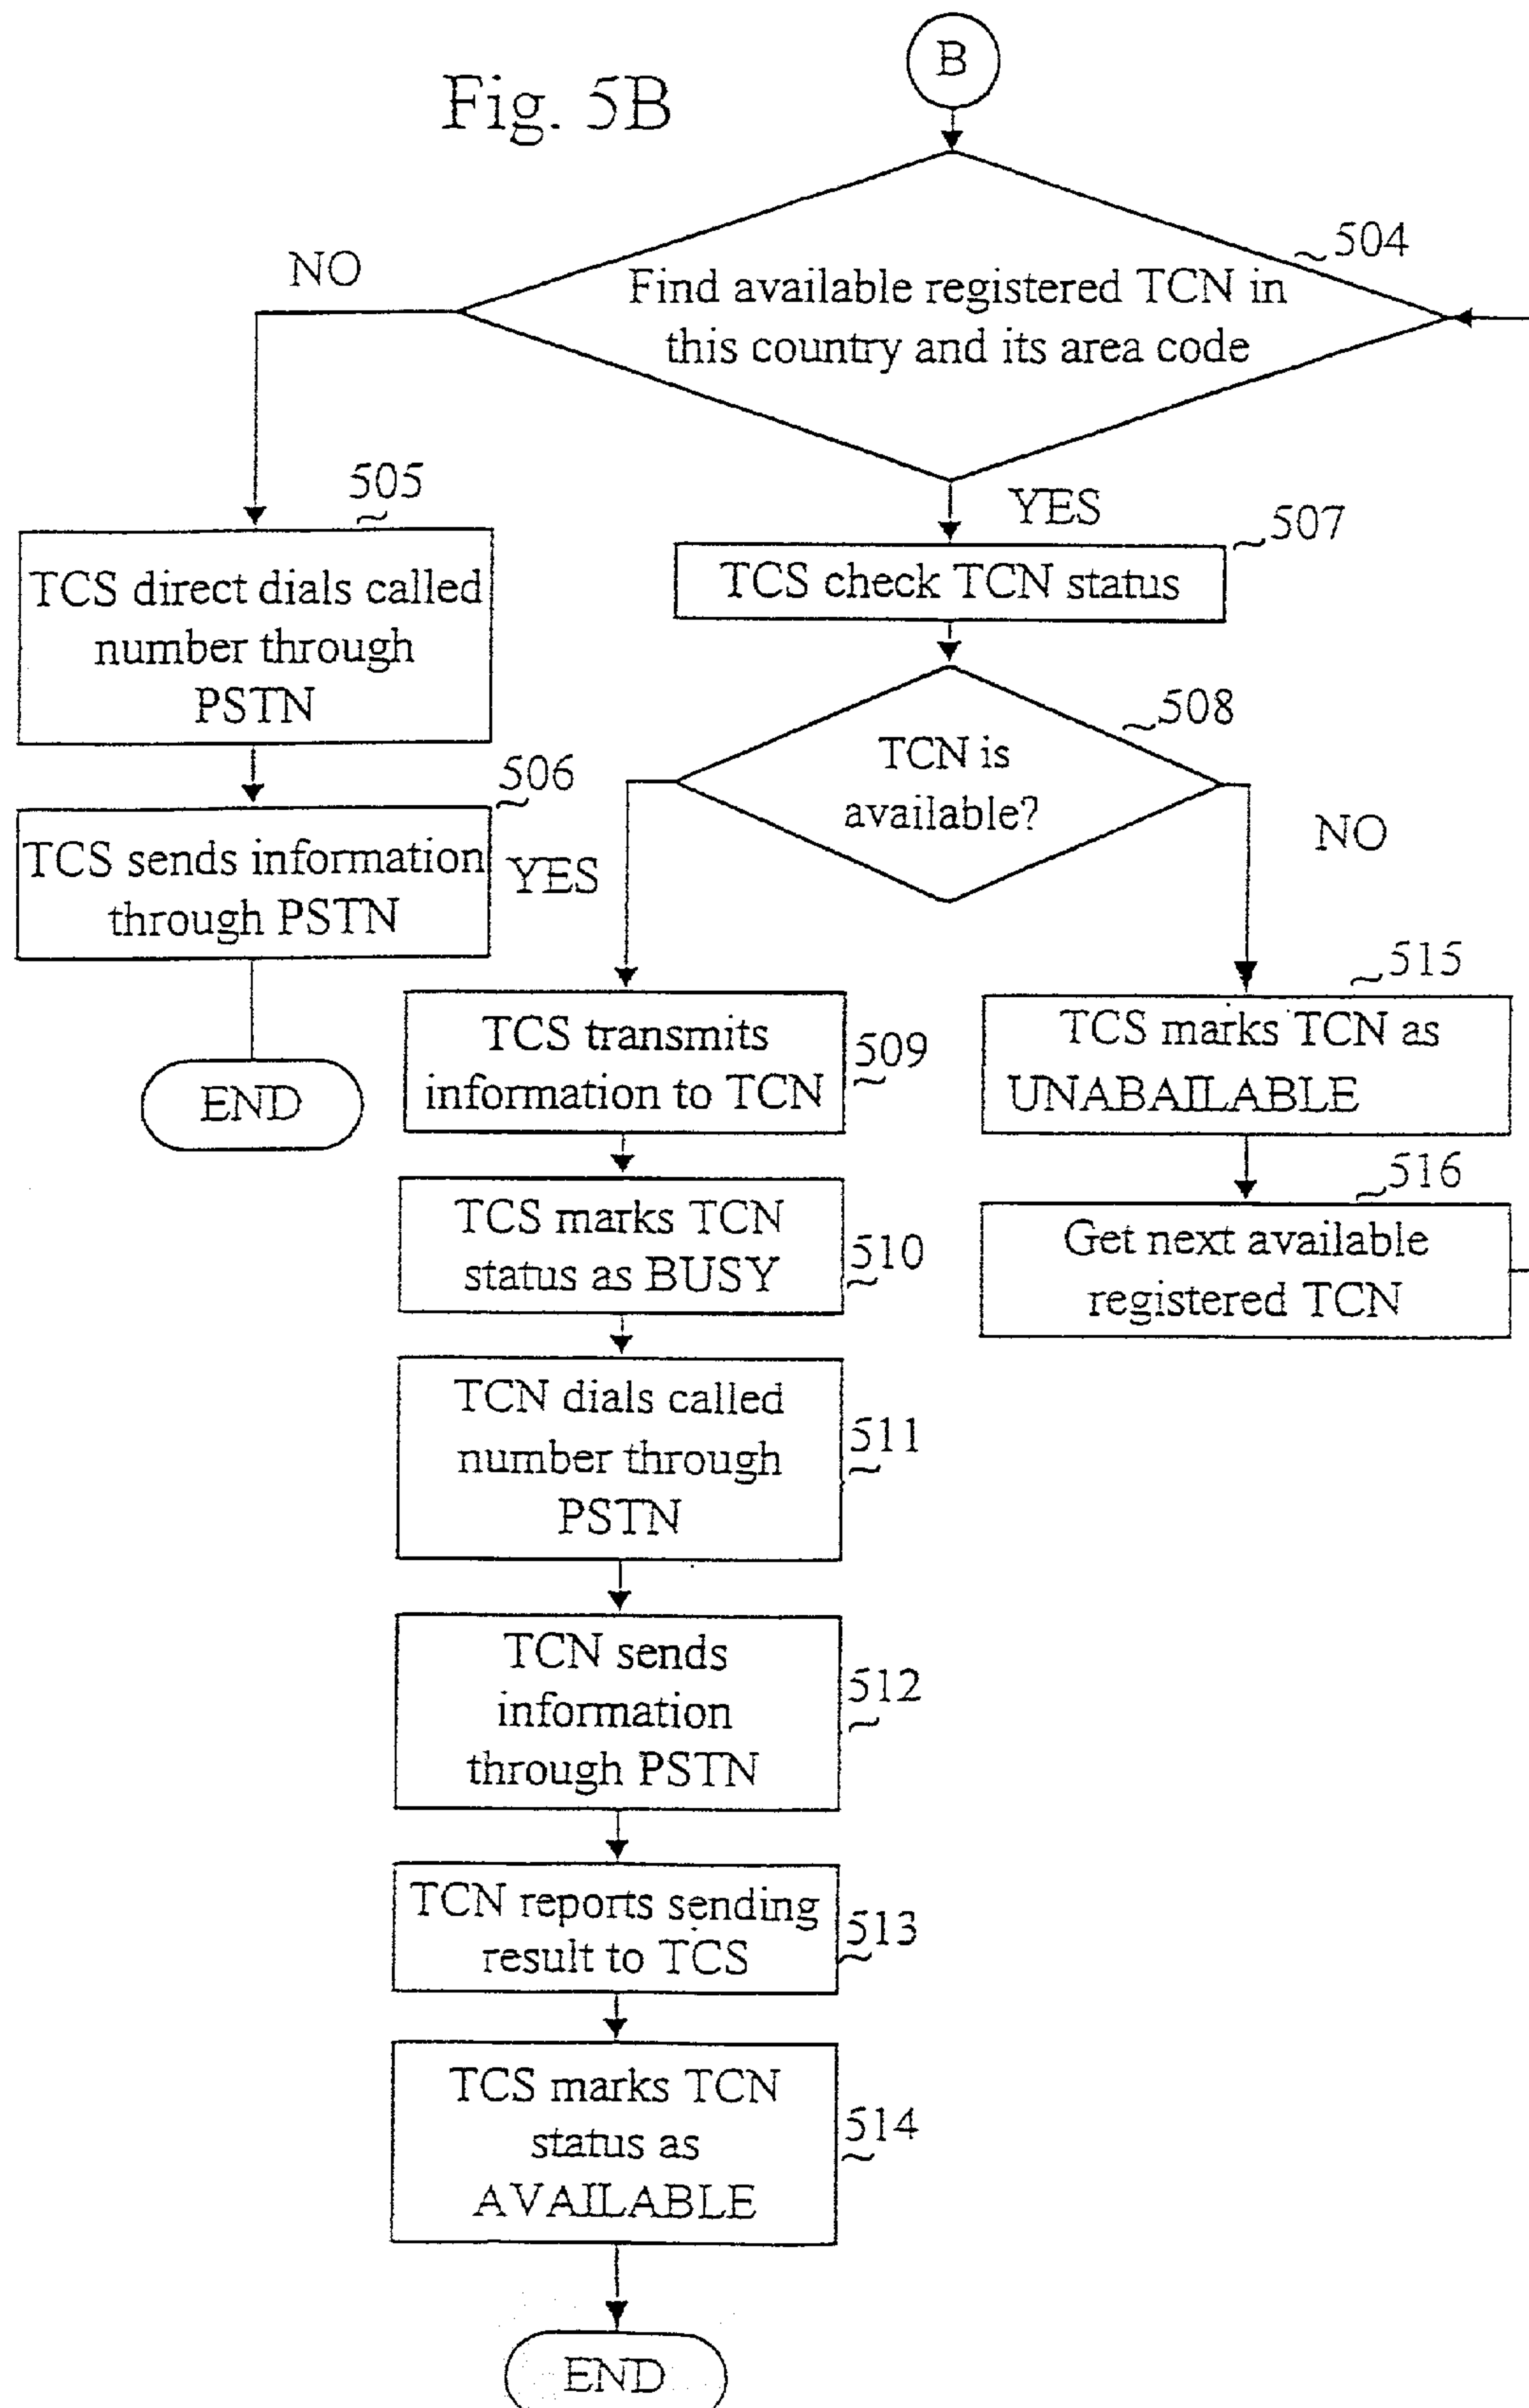 B
Fig. 5B
504
NO
Find available registered TCN in
this country and its area code
505
YES
507
TCS direct dials called
number through
PSTN
TCS check TCN status
508
TCN is
available?
506
NO
TCS sends information
through PSTN
YES
515
TCS transmits
information to TCN
509
TCS marks TCN as
UNABAILABLE
END
516
TCS marks TCN
status as BUSY
510
Get next available
registered TCN
TCN dials called
number through
PSTN
511
TCN sends
information
through PSTN
512
TCN reports sending
result to TCS
513
TCS marks TCN
status as
AVAILABLE
514
END